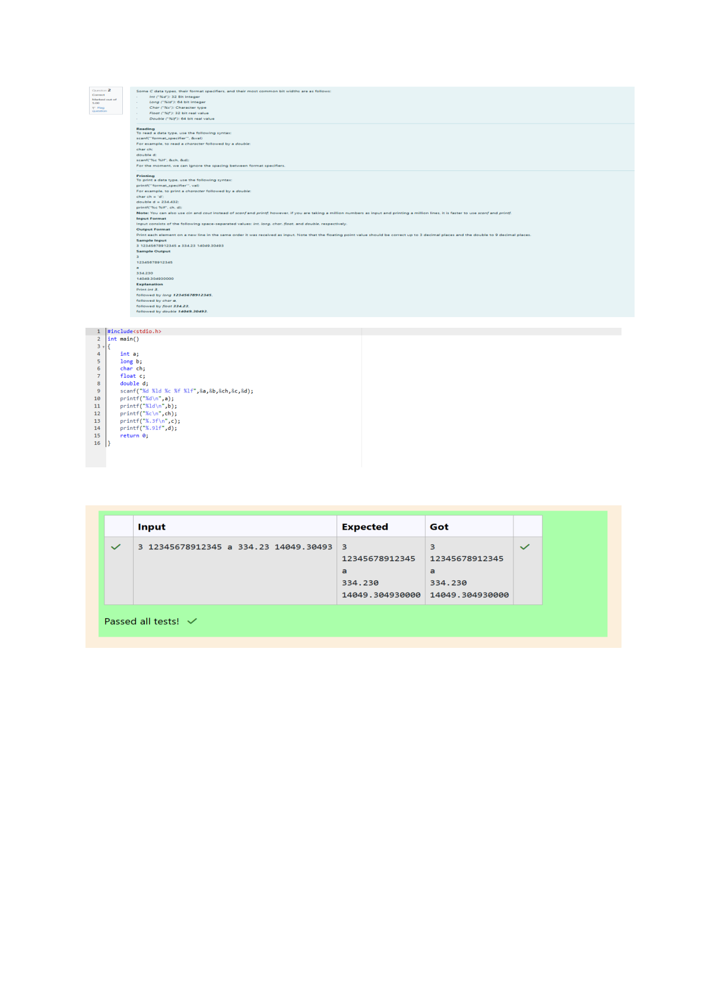 Question 2
Correct
Marked out of
5.00
Flag
question
Some C data types, their format specifiers, and their most common bit widths are as follows:
· Int ("%d"): 32 Bit integer
· Long ("%ld"): 64 bit integer
· Char ("%c"): Character type
· Float ("%f"): 32 bit real value
· Double ("%lf"): 64 bit real value
Reading
To read a data type, use the following syntax:
scanf("`format_specifier`", &val)
For example, to read a character followed by a double:
char ch;
double d;
scanf("%c %lf", &ch, &d);
For the moment, we can ignore the spacing between format specifiers.
Printing
To print a data type, use the following syntax:
printf("`format_specifier`", val)
For example, to print a character followed by a double:
char ch = 'd';
double d = 234.432;
printf("%c %lf", ch, d);
Note: You can also use cin and cout instead of scanf and printf; however, if you are taking a million numbers as input and printing a million lines, it is faster to use scanf and printf.
Input Format
Input consists of the following space-separated values: int, long, char, float, and double, respectively.
Output Format
Print each element on a new line in the same order it was received as input. Note that the floating point value should be correct up to 3 decimal places and the double to 9 decimal places.
Sample Input
3 12345678912345 a 334.23 14049.30493
Sample Output
3
12345678912345
a
334.230
14049.304930000
Explanation
Print int 3,
followed by long 12345678912345,
followed by char a,
followed by float 334.23,
followed by double 14049.30493.
1 #include<stdio.h>
2 int main()
3 {
4 int a;
5 long b;
6 char ch;
7 float c;
8 double d;
9 scanf("%d %ld %c %f %lf",&a,&b,&ch,&c,&d);
10 printf("%d\n",a);
11 printf("%ld\n",b);
12 printf("%c\n",ch);
13 printf("%.3f\n",c);
14 printf("%.9lf",d);
15 return 0;
16 }
Input Expected Got
3 12345678912345 a 334.23 14049.30493 3 3
12345678912345 12345678912345
a a
334.230 334.230
14049.304930000 14049.304930000
Passed all tests!